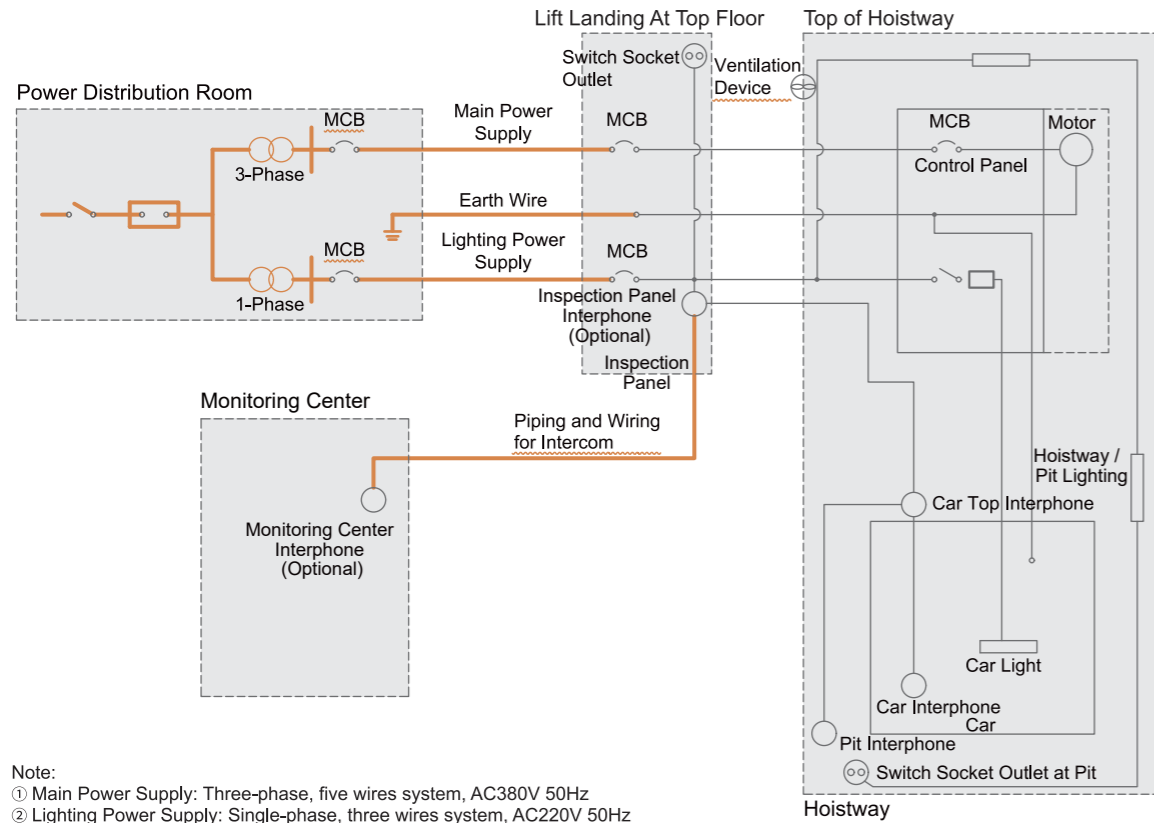 Lift Landing At Top Floor
Top of Hoistway
Switch Socket
Outlet
Ventilation
Device
Power Distribution Room
MCB
Main Power
Supply
MCB
MCB
Motor
3-Phase
Control Panel
Earth Wire
MCB
Lighting Power
Supply
MCB
1-Phase
Inspection Panel
Interphone
(Optional)
Inspection
Panel
Monitoring Center
Piping and Wiring
for Intercom
Hoistway /
Pit Lighting
Monitoring Center
Interphone
(Optional)
Car Top Interphone
Car Light
Car Interphone
Car
Pit Interphone
Switch Socket Outlet at Pit
Hoistway
Note:
① Main Power Supply: Three-phase, five wires system, AC380V 50Hz
② Lighting Power Supply: Single-phase, three wires system, AC220V 50Hz